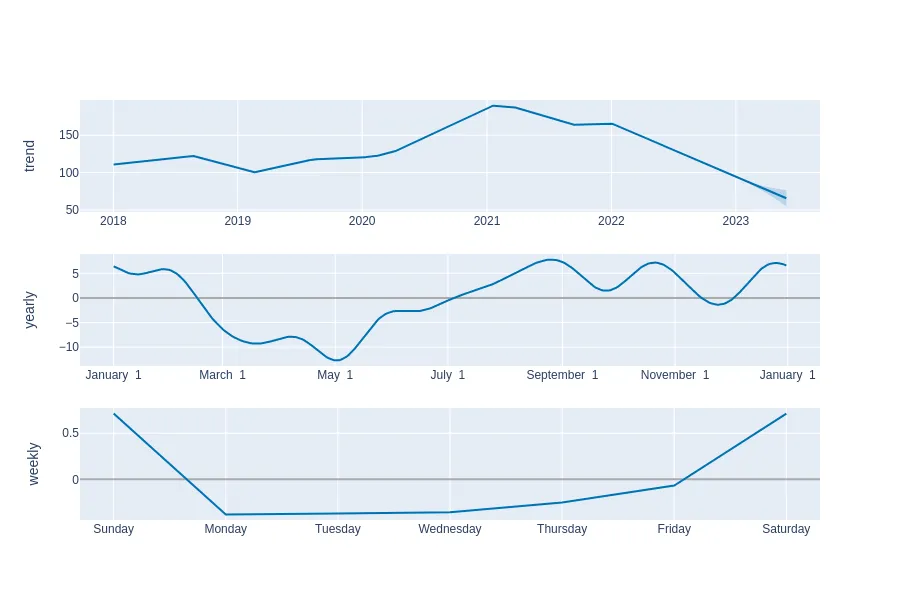 trend
150
100
50
2018 2019 2020 2021 2022 2023
yearly
5
0
−5
−10
January 1 March 1 May 1 July 1 September 1 November 1 January 1
weekly
0.5
0
Sunday Monday Tuesday Wednesday Thursday Friday Saturday